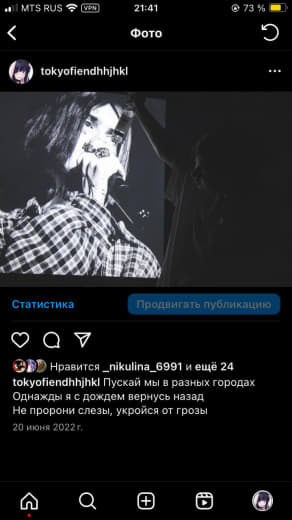 MTS RUS VPN 21:41 73 %
Фото
tokyofiendhhjhkl
Статистика Продвигать публикацию
Нравится _nikulina_6991 и ещё 24
tokyofiendhhjhkl Пускай мы в разных городах
Однажды я с дождем вернусь назад
Не пророни слезы, укройся от грозы
20 июня 2022 г.